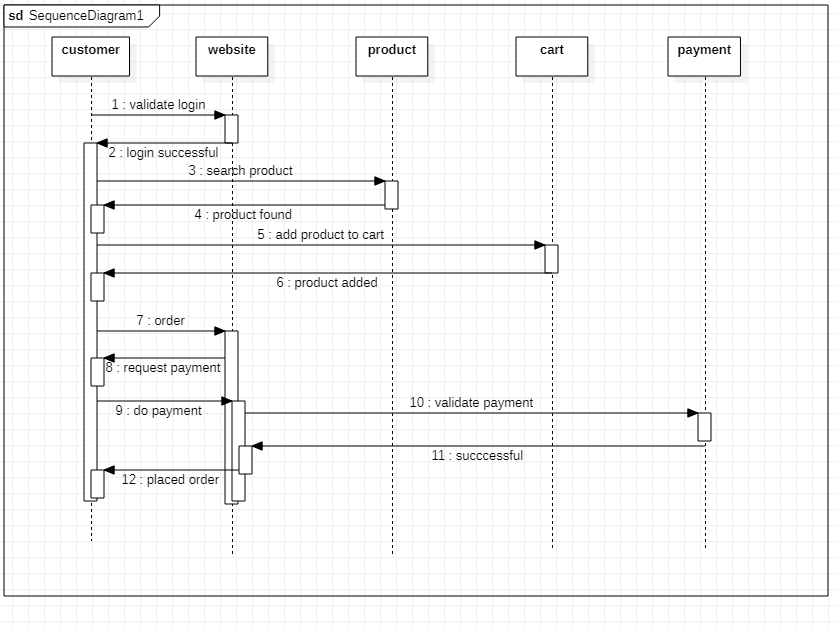 sd SequenceDiagram1
customer
website
product
cart
payment
1 : validate login
2 : login successful
3 : search product
4 : product found
5 : add product to cart
6 : product added
7 : order
8 : request payment
9 : do payment
10 : validate payment
11 : succcessful
12 : placed order